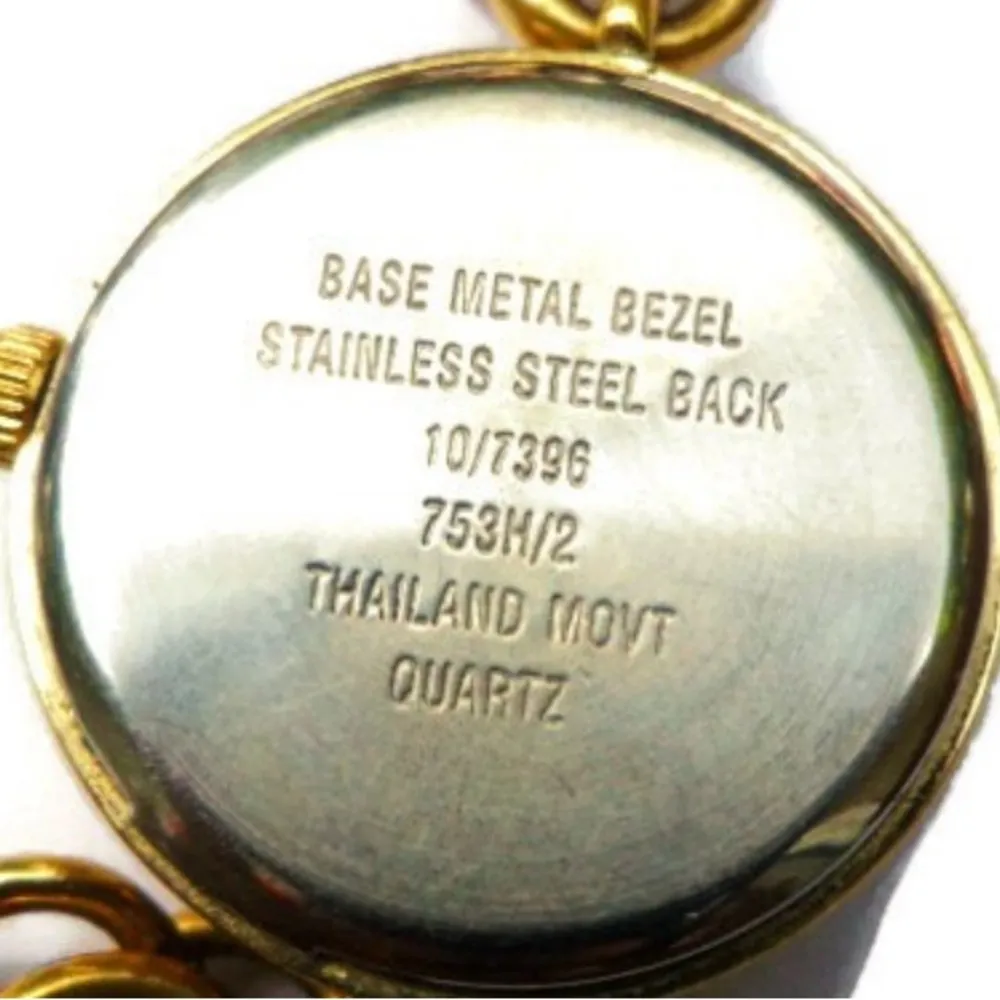 BASE METAL BEZEL
STAINLESS STEEL BACK
10/7396
753H/2
THAILAND MOVT
QUARTZ